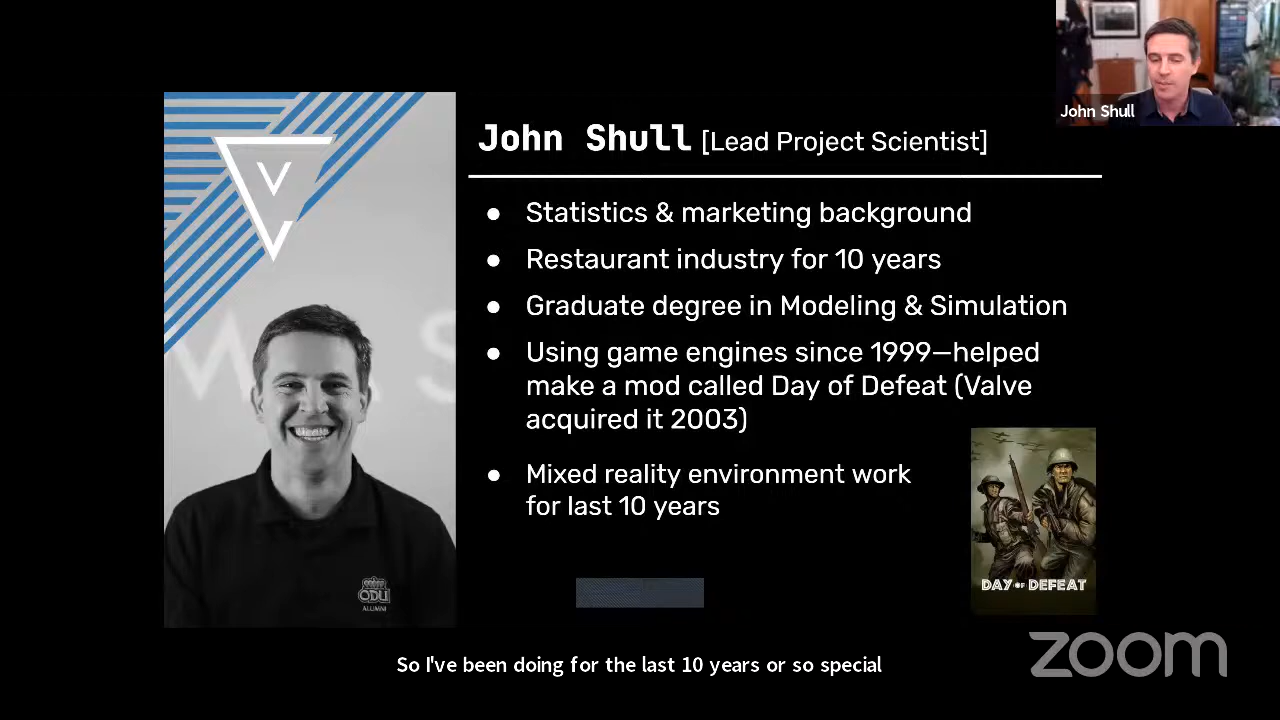 John Shull
John Shull [Lead Project Scientist]
V
● Statistics & marketing background
● Restaurant industry for 10 years
● Graduate degree in Modeling & Simulation
● Using game engines since 1999—helped
make a mod called Day of Defeat (Valve
acquired it 2003)
● Mixed reality environment work
for last 10 years
ODU
ALUMNI
DAY OF DEFEAT
So I've been doing for the last 10 years or so special
zoom